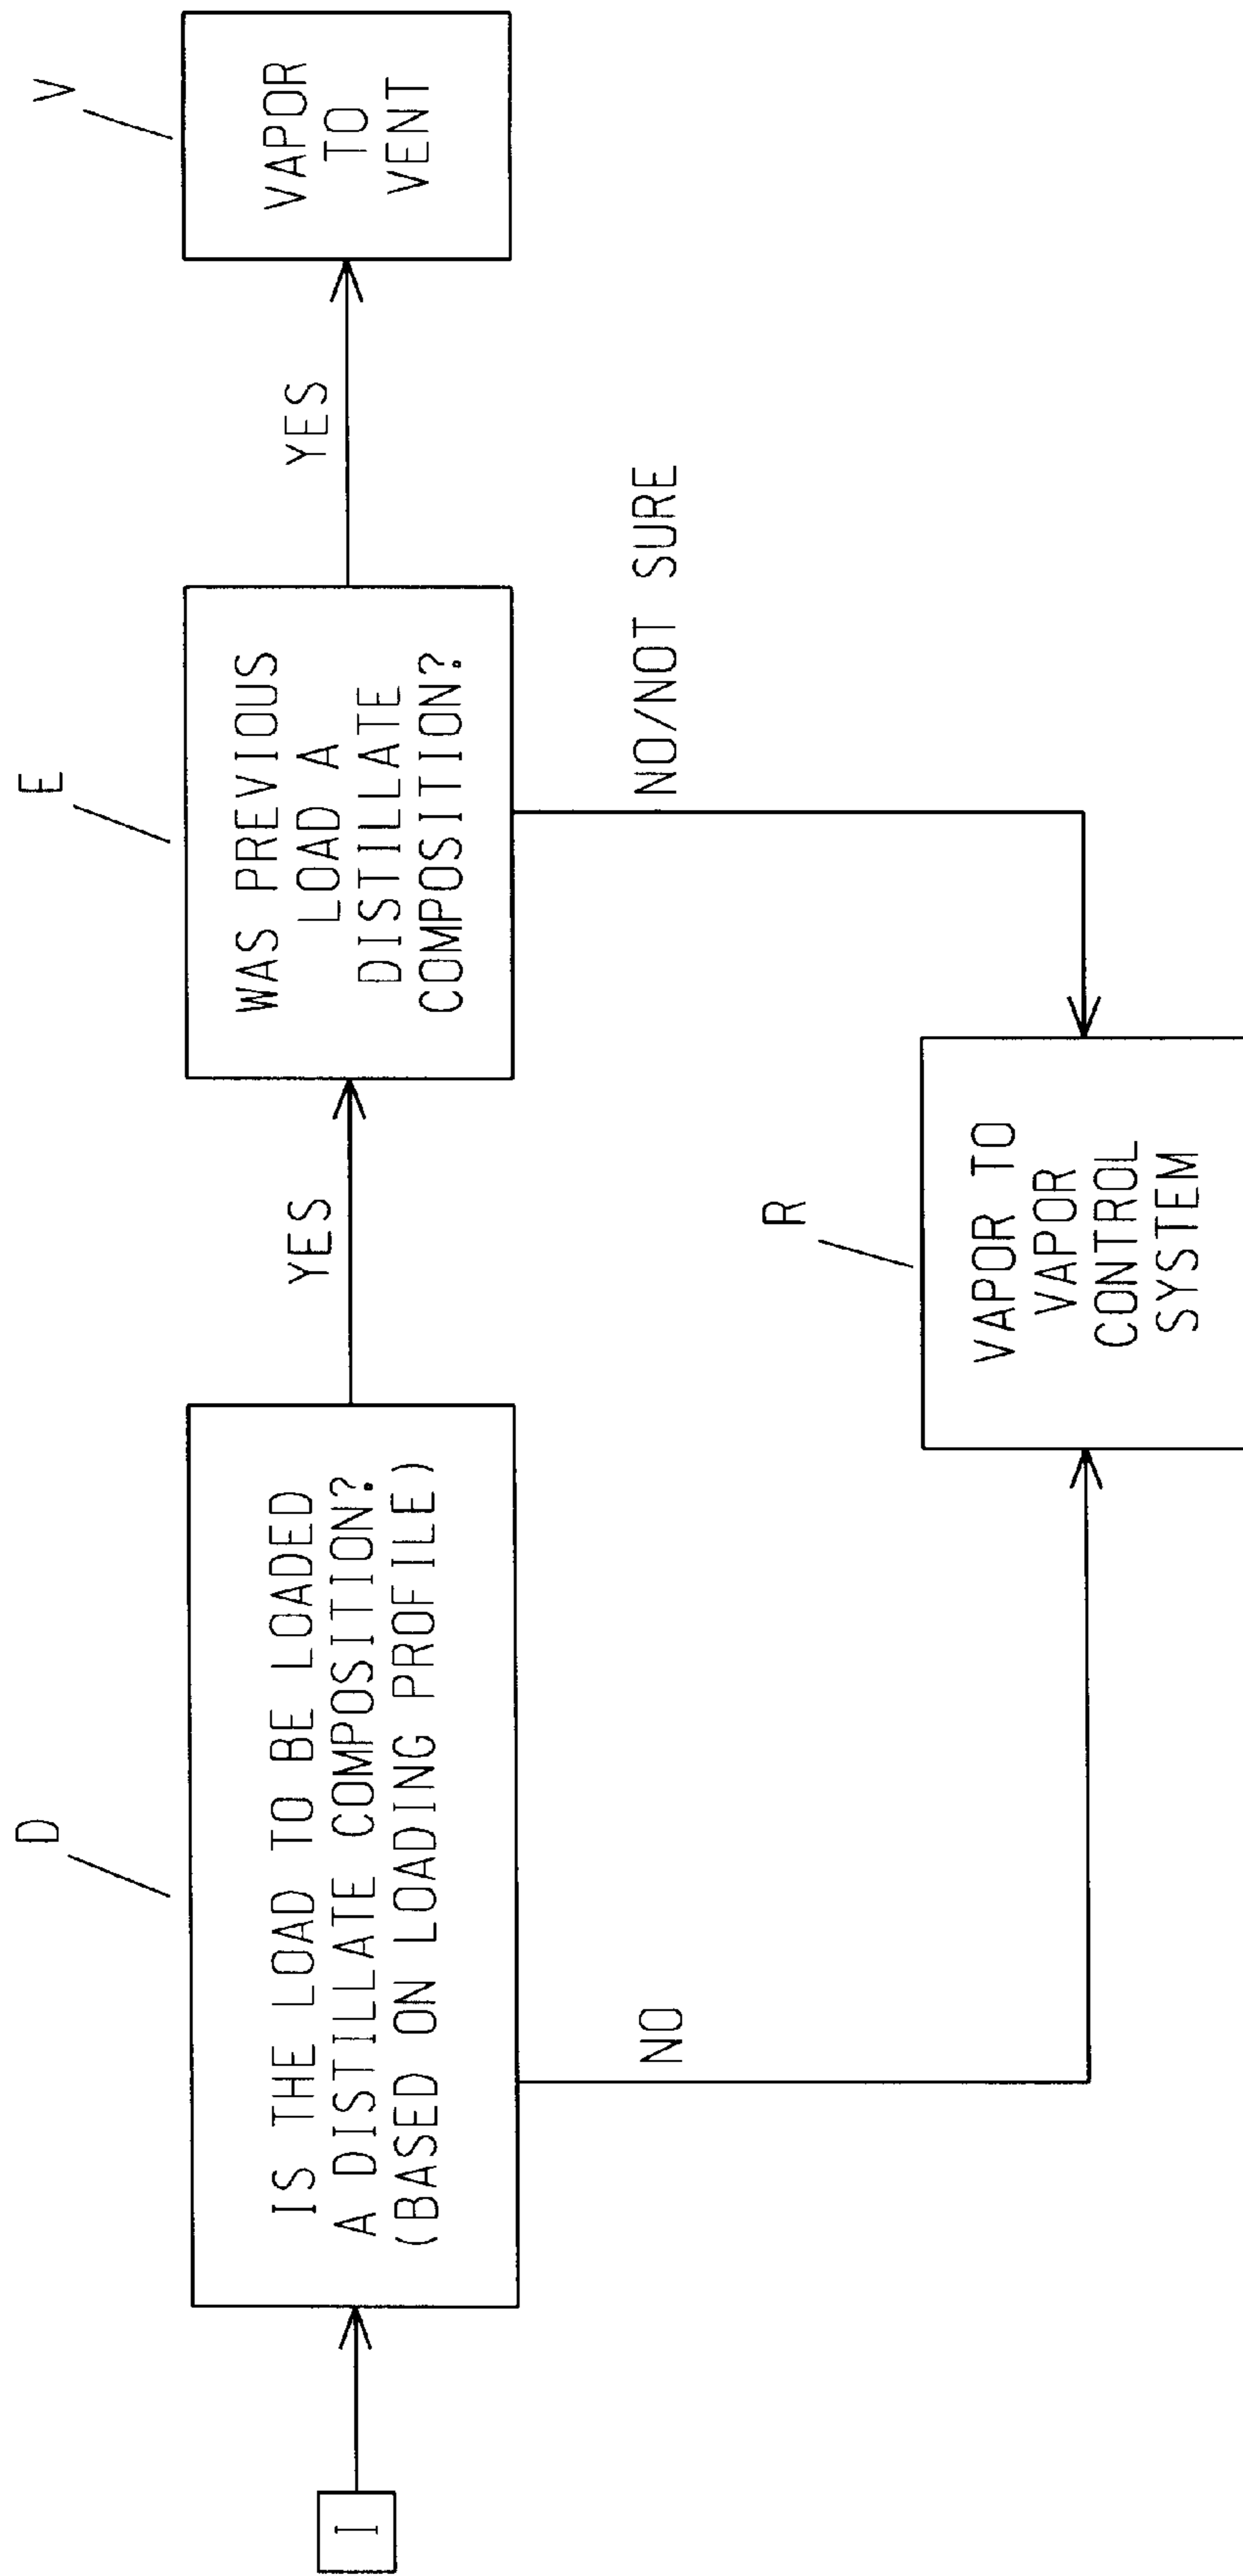 I
D
IS THE LOAD TO BE LOADED
A DISTILLATE COMPOSITION?
(BASED ON LOADING PROFILE)
YES
E
WAS PREVIOUS
LOAD A
DISTILLATE
COMPOSITION?
YES
V
VAPOR
TO
VENT
NO
NO/NOT SURE
R
VAPOR TO
VAPOR
CONTROL
SYSTEM